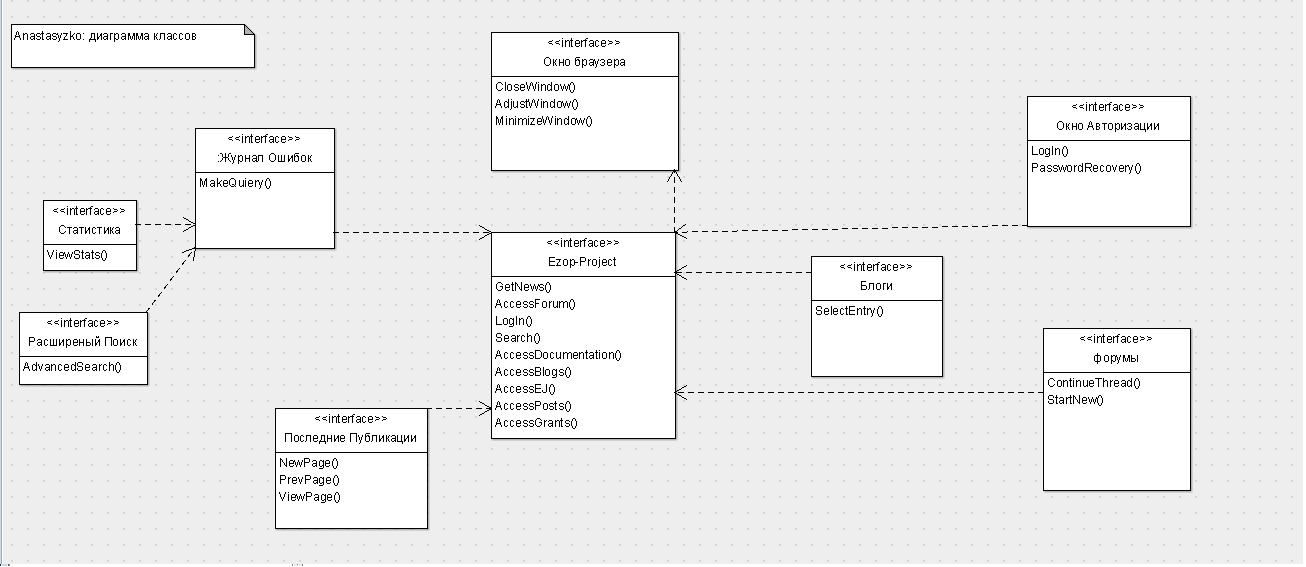 Anastasyzko: диаграмма классов
<<interface>>
Окно браузера
CloseWindow()
AdjustWindow()
MinimizeWindow()
<<interface>>
Окно Авторизации
LogIn()
PasswordRecovery()
<<interface>>
:Журнал Ошибок
MakeQuiery()
<<interface>>
Статистика
ViewStats()
<<interface>>
Ezop-Project
GetNews()
AccessForum()
LogIn()
Search()
AccessDocumentation()
AccessBlogs()
AccessEJ()
AccessPosts()
AccessGrants()
<<interface>>
Блоги
SelectEntry()
<<interface>>
Расширеный Поиск
AdvancedSearch()
<<interface>>
форумы
ContinueThread()
StartNew()
<<interface>>
Последние Публикации
NewPage()
PrevPage()
ViewPage()